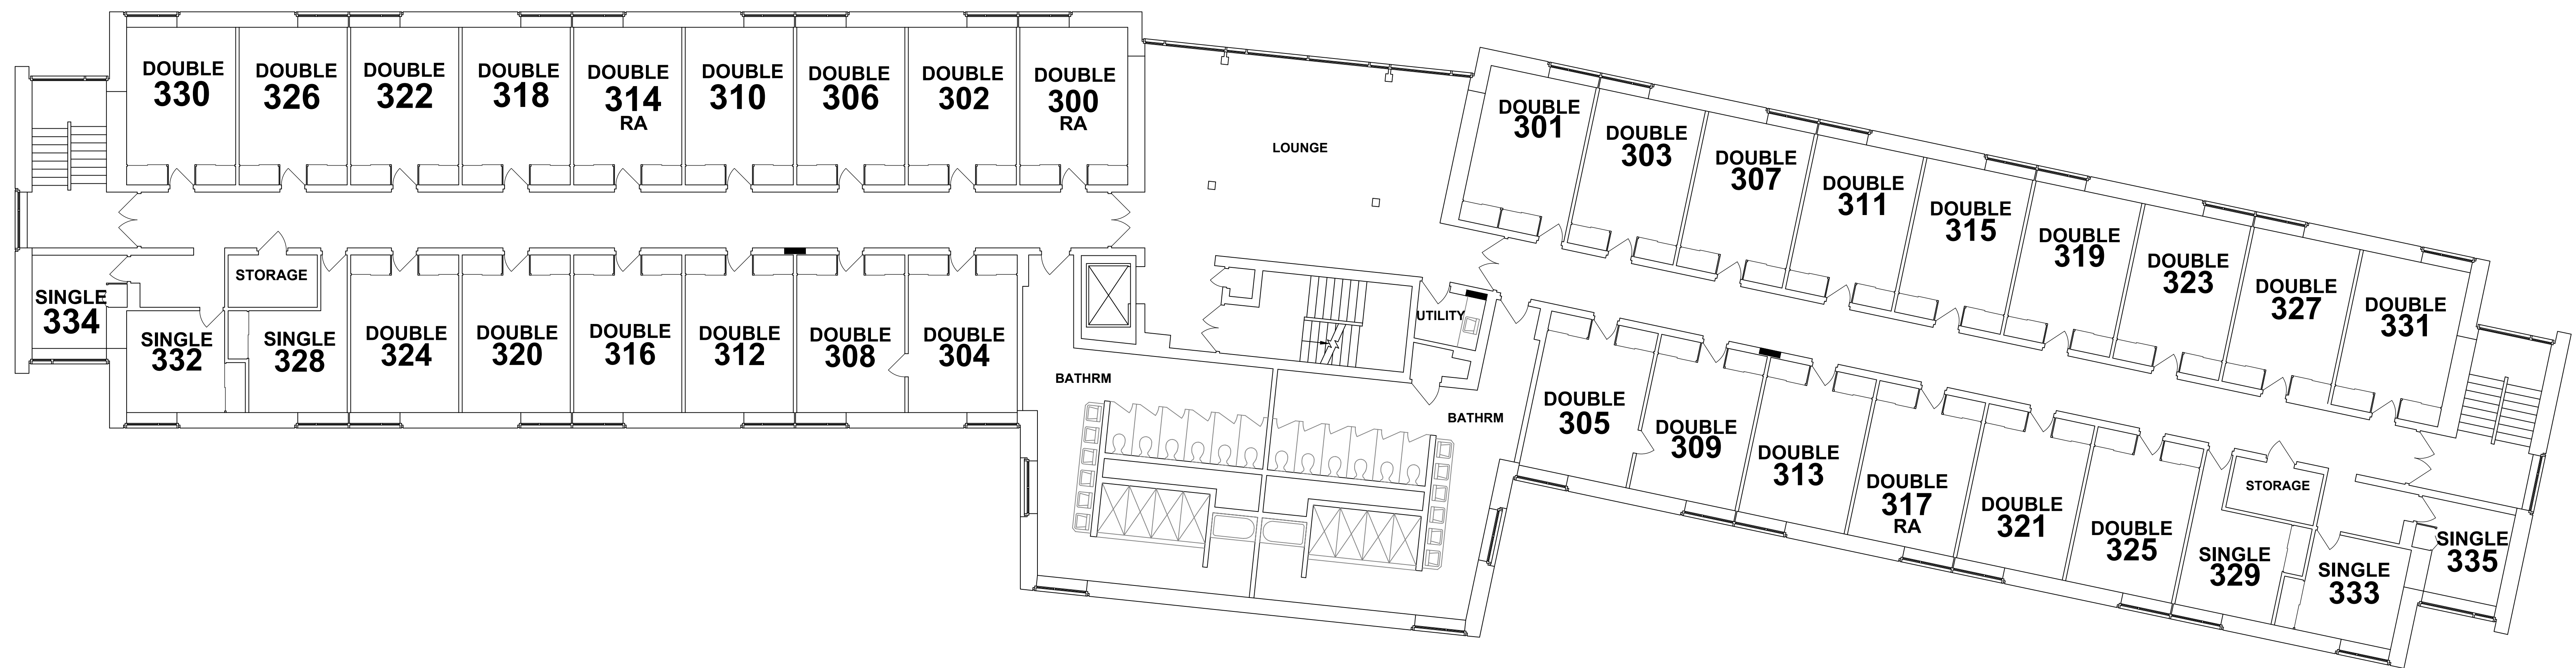 DOUBLE
330
DOUBLE
326
DOUBLE
322
DOUBLE
318
DOUBLE
314
RA
DOUBLE
310
DOUBLE
306
DOUBLE
302
DOUBLE
300
RA
LOUNGE
DOUBLE
301
DOUBLE
303
DOUBLE
307
DOUBLE
311
DOUBLE
315
DOUBLE
319
DOUBLE
323
DOUBLE
327
DOUBLE
331
SINGLE
334
SINGLE
332
STORAGE
SINGLE
328
DOUBLE
324
DOUBLE
320
DOUBLE
316
DOUBLE
312
DOUBLE
308
DOUBLE
304
BATHRM
UTILITY
BATHRM
DOUBLE
305
DOUBLE
309
DOUBLE
313
DOUBLE
317
RA
DOUBLE
321
DOUBLE
325
SINGLE
329
STORAGE
SINGLE
333
SINGLE
335